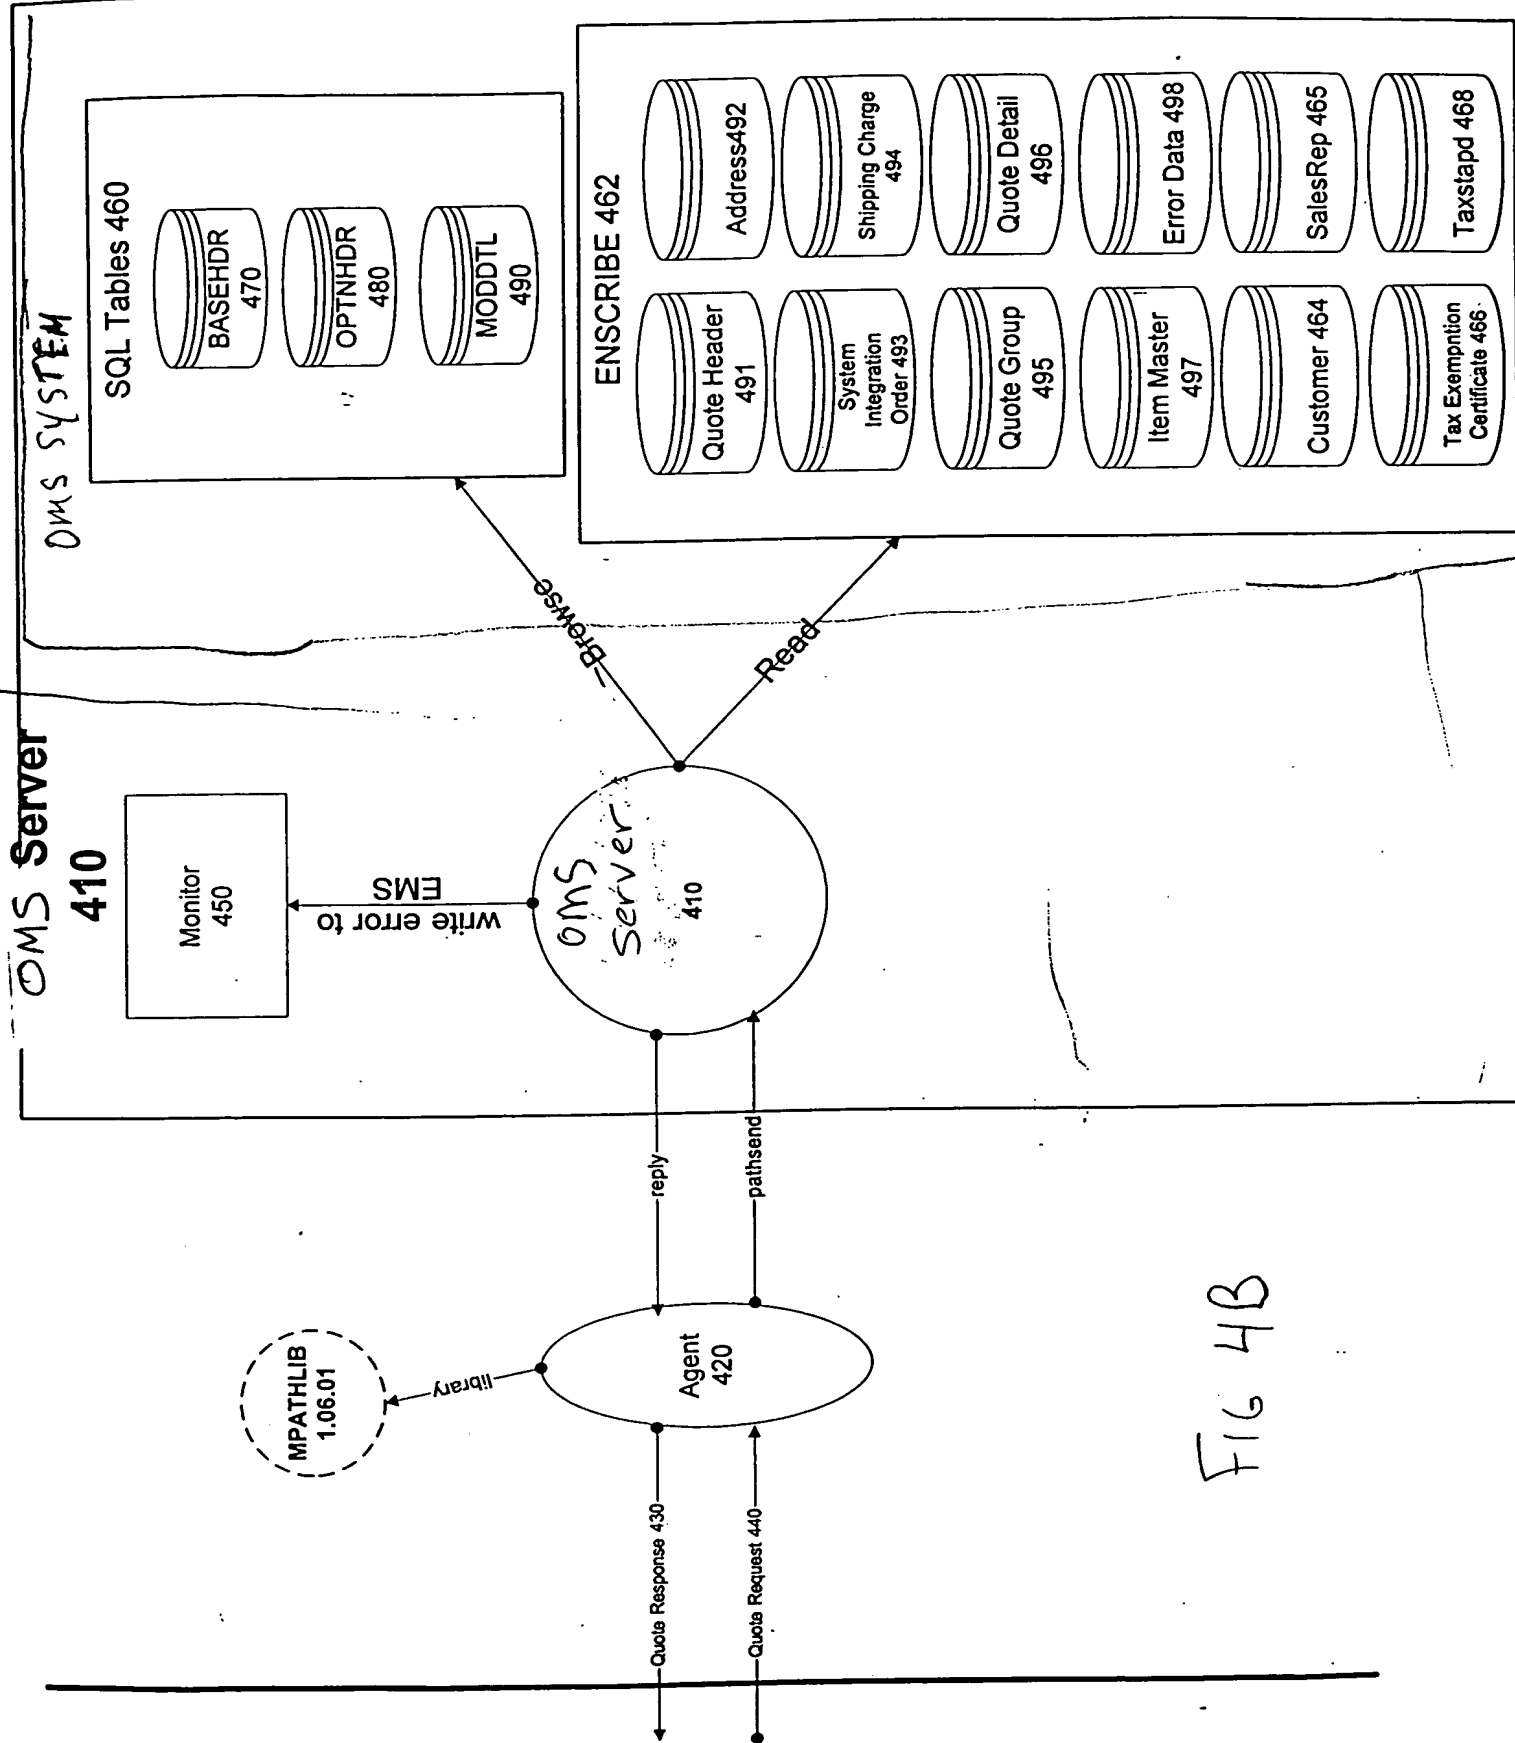 OMS Server
410
OMS SYSTEM
Monitor
450
write error to
EMS
OMS
Server
410
Browse
Read
SQL Tables 460
BASEHDR
470
OPTNHDR
480
MODDTL
490
ENSCRIBE 462
Quote Header
491
Address492
System
Integration
Order 493
Shipping Charge
494
Quote Group
495
Quote Detail
496
Item Master
497
Error Data 498
Customer 464
SalesRep 465
Tax Exempntion
Certificate 466
Taxstapd 468
MPATHLIB
1.06.01
library
Agent
420
reply
pathsend
Quote Response 430
Quote Request 440
FIG 4B